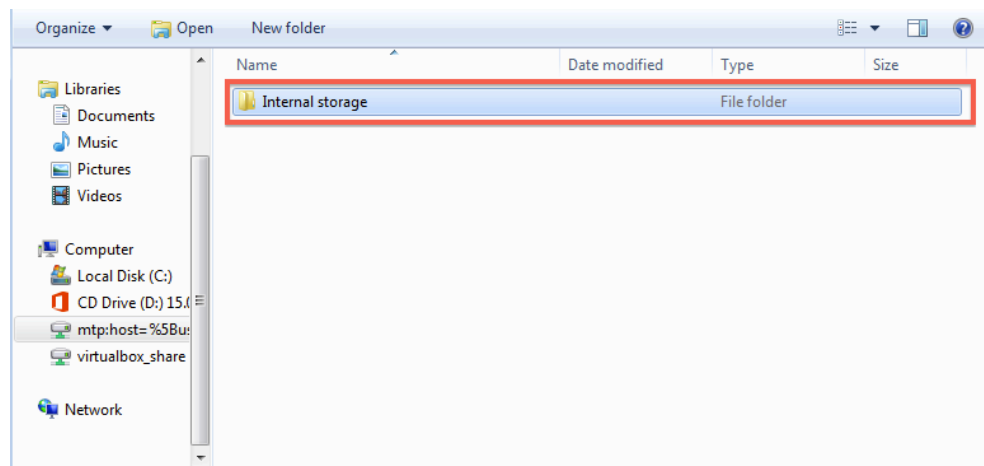 Organize Open New folder
Name Date modified Type Size
Internal storage File folder
Libraries
Documents
Music
Pictures
Videos
Computer
Local Disk (C:)
CD Drive (D:) 15.(
mtp:host=%5Bu:
virtualbox_share
Network